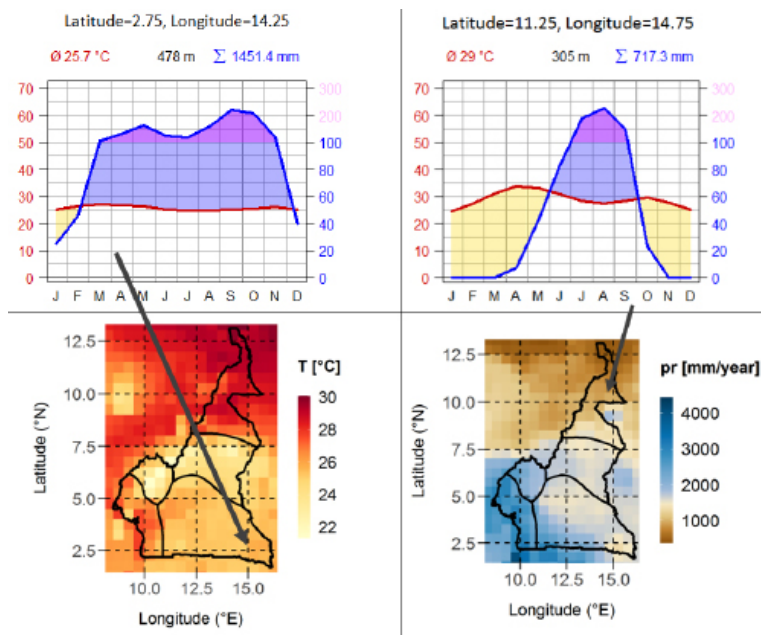 Latitude=2.75, Longitude=14.25
Ø 25.7 °C 478 m Σ 1451.4 mm
70 300
60 200
50 100
40 80
30 60
20 40
10 20
0 0
J F M A M J J A S O N D
Latitude=11.25, Longitude=14.75
Ø 29 °C 305 m Σ 717.3 mm
70 300
60 200
50 100
40 80
30 60
20 40
10 20
0 0
J F M A M J J A S O N D
T [°C]
30
28
26
24
22
Latitude (°N)
12.5
10.0
7.5
5.0
2.5
10.0 12.5 15.0
Longitude (°E)
pr [mm/year]
4000
3000
2000
1000
Latitude (°N)
12.5
10.0
7.5
5.0
2.5
10.0 12.5 15.0
Longitude (°E)